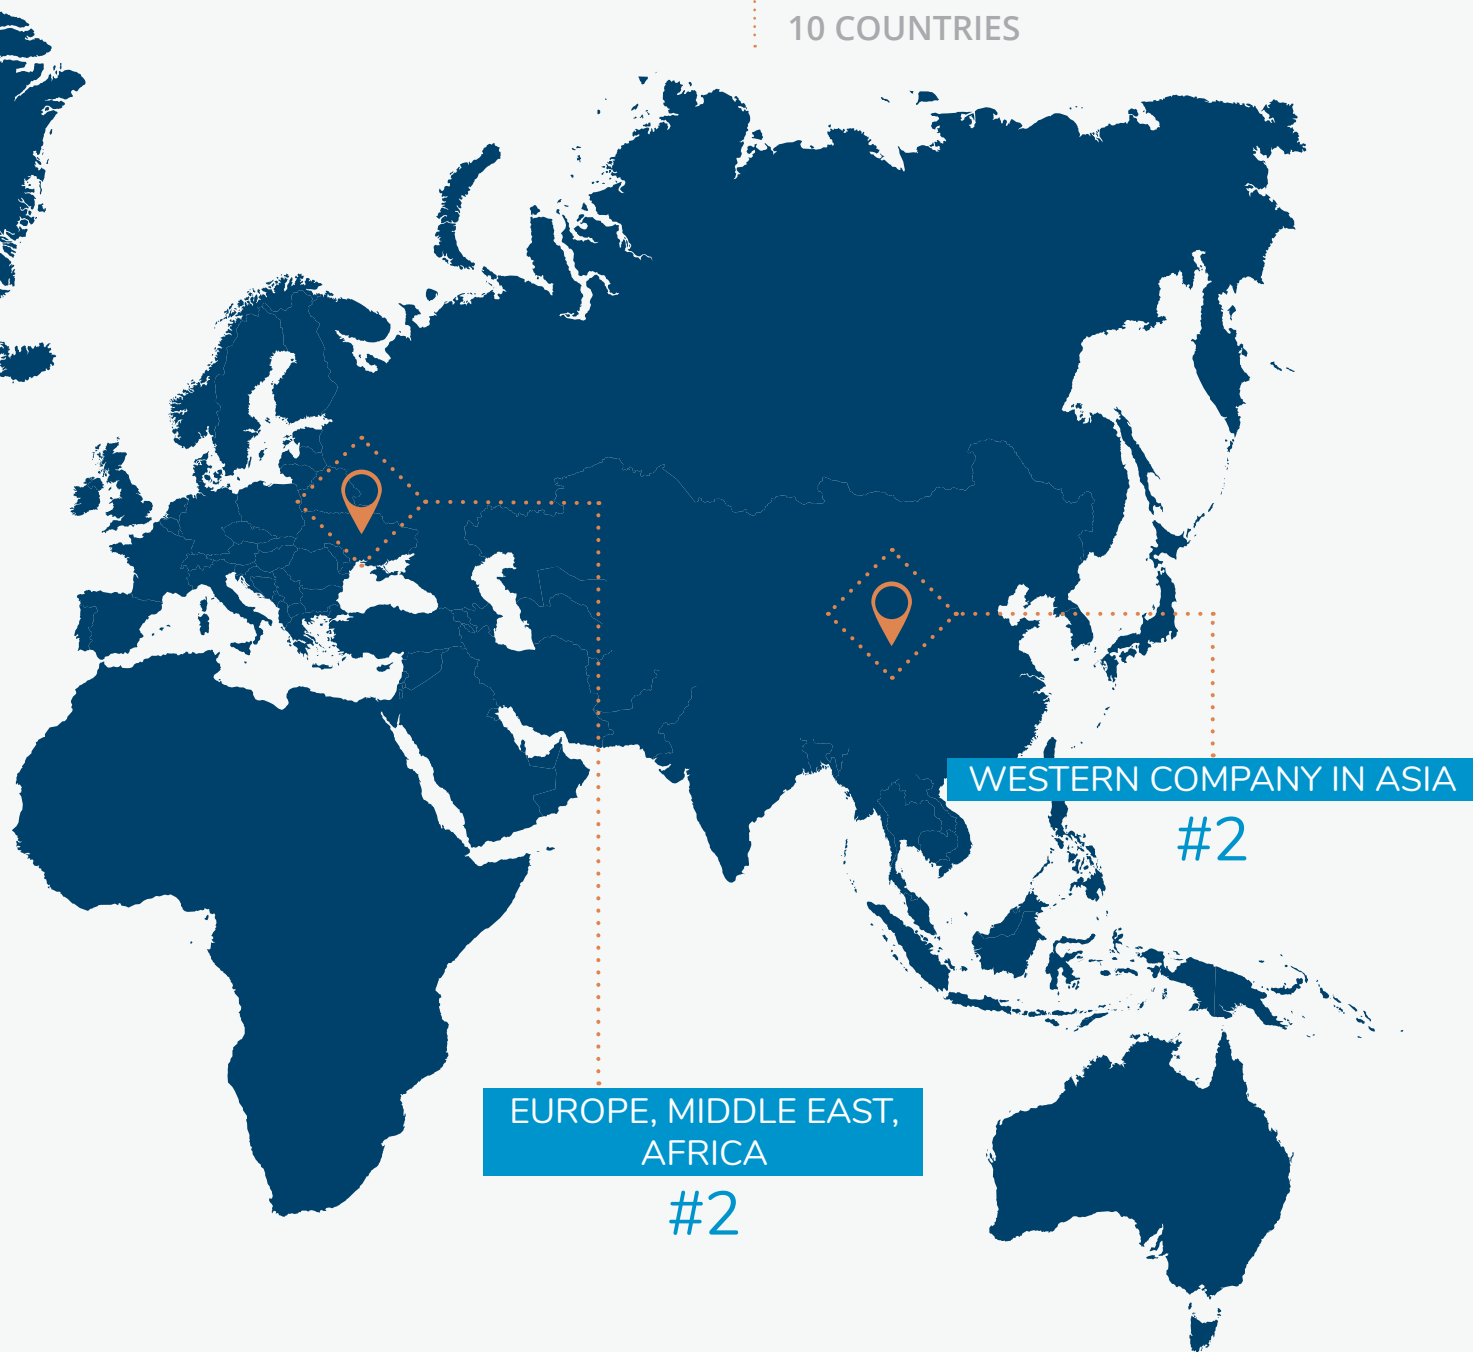 10 COUNTRIES
WESTERN COMPANY IN ASIA
#2
EUROPE, MIDDLE EAST,
AFRICA
#2